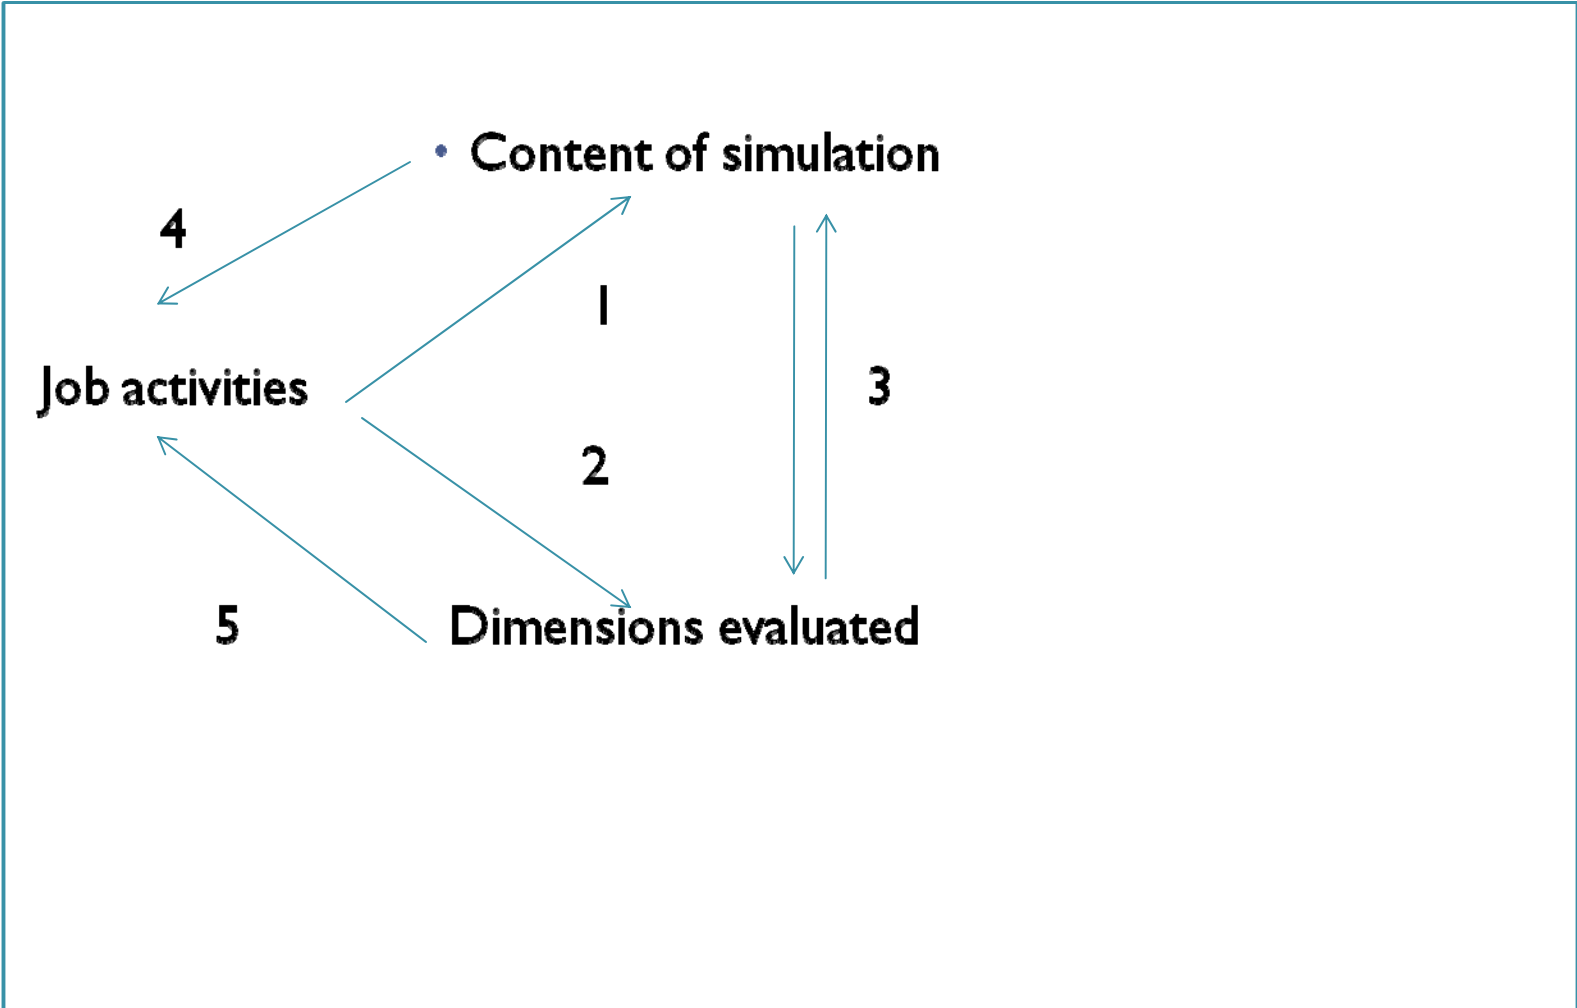 • Content of simulation
4
1
Job activities
3
2
5
Dimensions evaluated